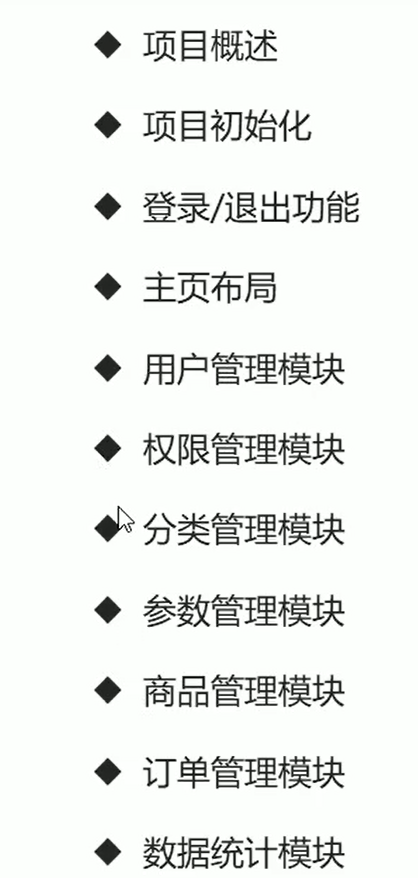 ◆ 项目概述
◆ 项目初始化
◆ 登录/退出功能
◆ 主页布局
◆ 用户管理模块
◆ 权限管理模块
◆ 分类管理模块
◆ 参数管理模块
◆ 商品管理模块
◆ 订单管理模块
◆ 数据统计模块